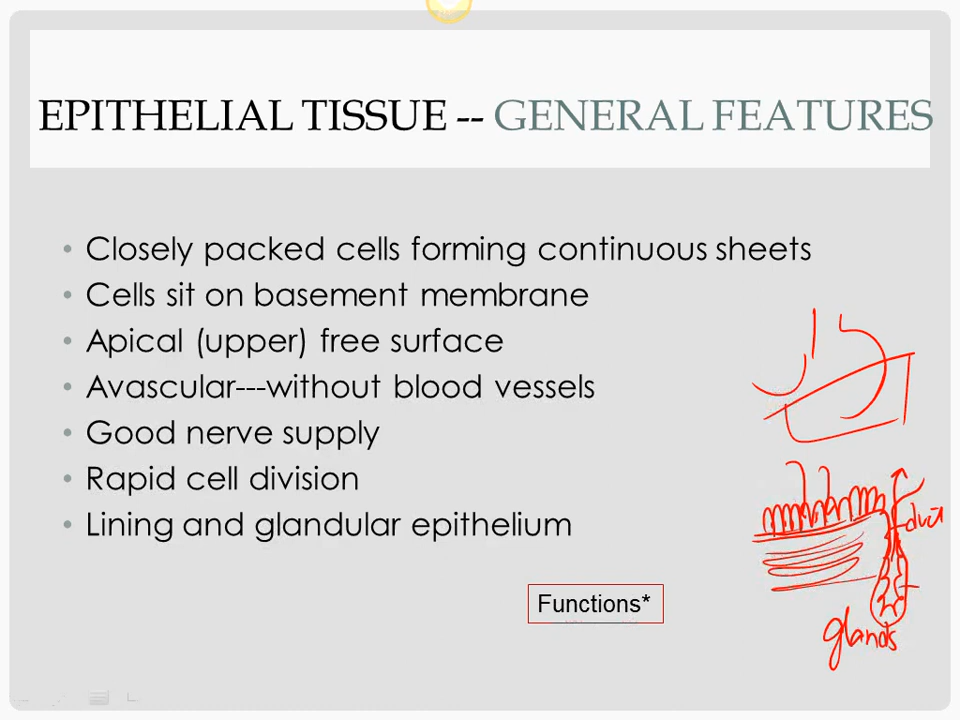 EPITHELIAL TISSUE -- GENERAL FEATURES
• Closely packed cells forming continuous sheets
• Cells sit on basement membrane
• Apical (upper) free surface
• Avascular---without blood vessels
• Good nerve supply
• Rapid cell division
• Lining and glandular epithelium
duct
Functions*
glands